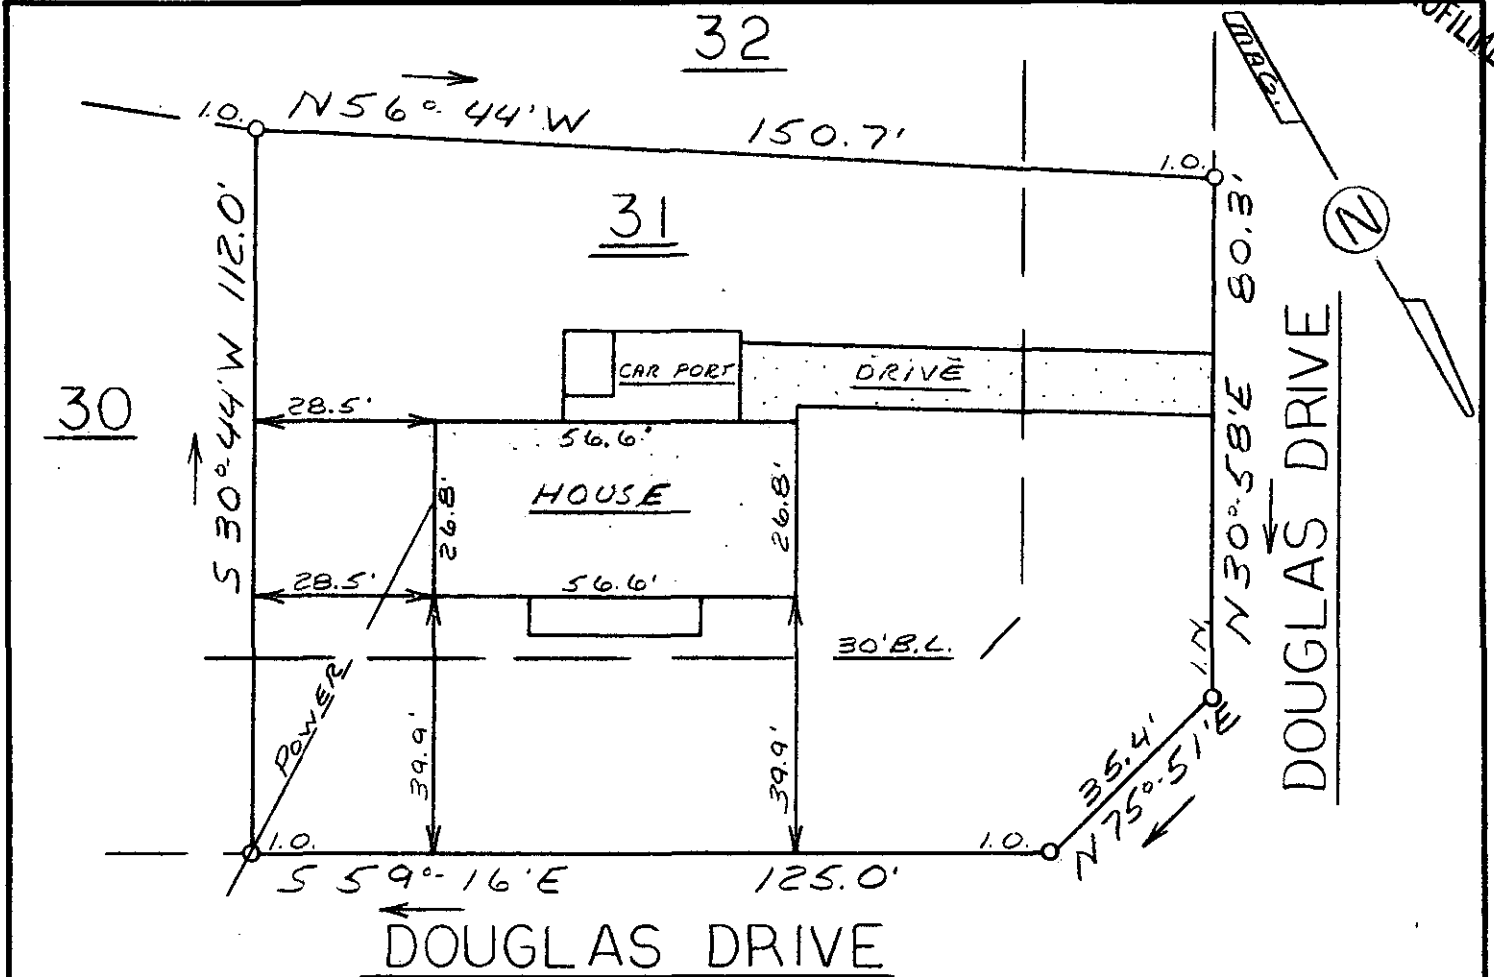 32
MAG.
N
I.O.
N 56°-44' W
150.7'
I.O.
31
S 30°-44' W 112.0'
80.3'
N 30°-58' E
DOUGLAS DRIVE
30
CAR PORT
DRIVE
28.5'
56.6'
HOUSE
26.8'
26.8'
28.5'
56.6'
30' B.L.
POWER
39.9'
39.9'
I.N.
35.4'
N 75°-51' E
I.O.
I.O.
S 59°-16' E
125.0'
DOUGLAS DRIVE